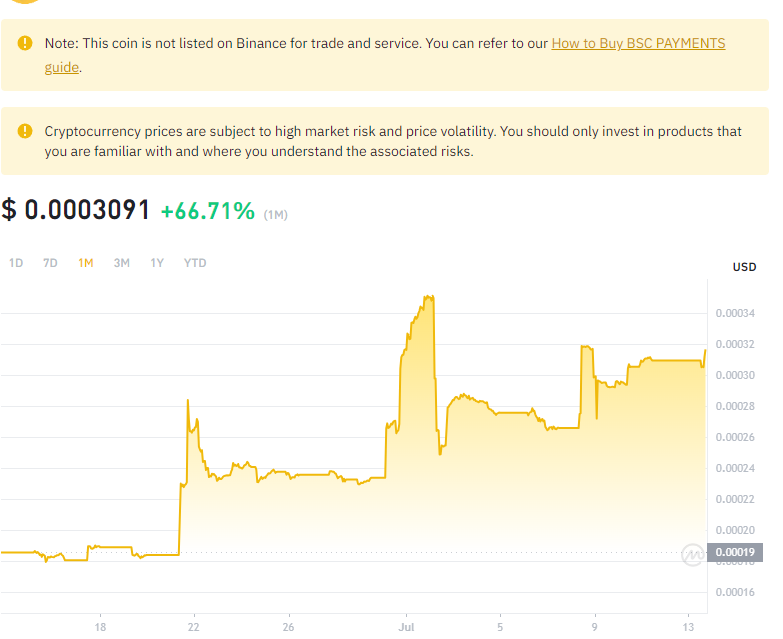 Note: This coin is not listed on Binance for trade and service. You can refer to our How to Buy BSC PAYMENTS
guide.
Cryptocurrency prices are subject to high market risk and price volatility. You should only invest in products that
you are familiar with and where you understand the associated risks.
$ 0.0003091 +66.71% (1M)
1D 7D 1M 3M 1Y YTD
USD
0.00034
0.00032
0.00030
0.00028
0.00026
0.00024
0.00022
0.00020
0.00019
0.00018
0.00016
18 22 26 Jul 5 9 13